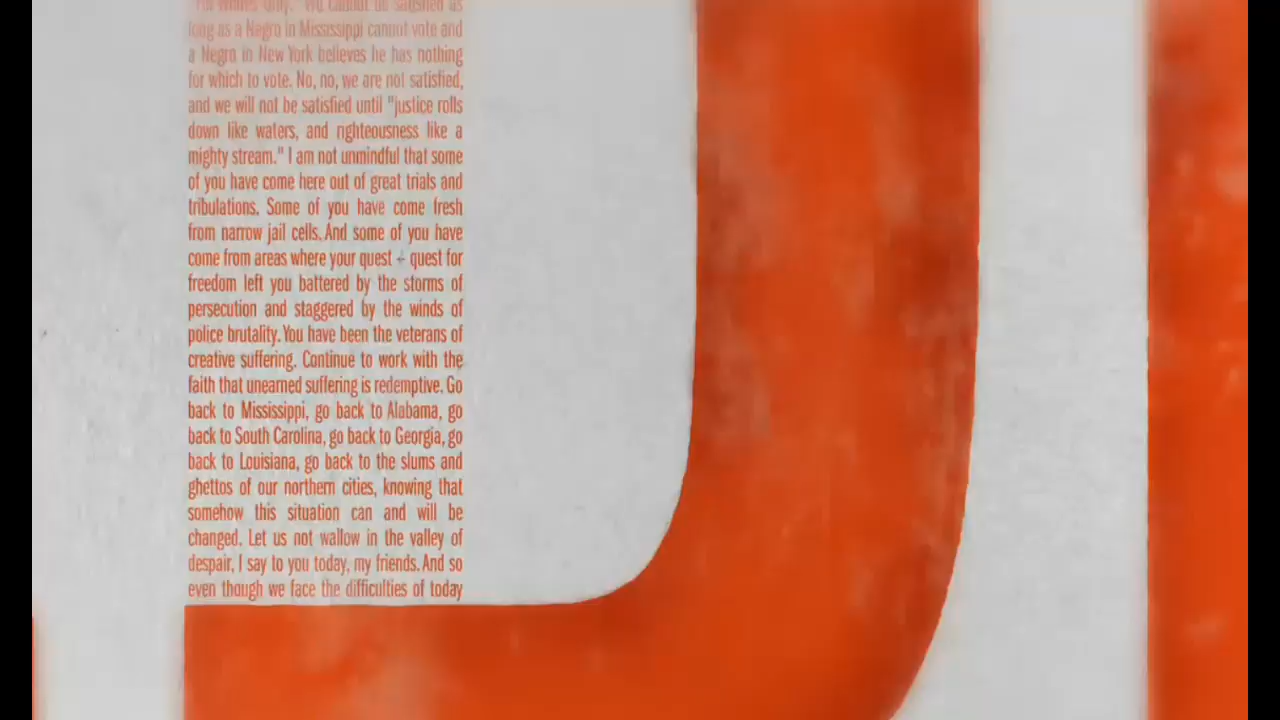 "For Whites Only." We cannot be satisfied as
long as a Negro in Mississippi cannot vote and
a Negro in New York believes he has nothing
for which to vote. No, no, we are not satisfied,
and we will not be satisfied until "justice rolls
down like waters, and righteousness like a
mighty stream." I am not unmindful that some
of you have come here out of great trials and
tribulations. Some of you have come fresh
from narrow jail cells. And some of you have
come from areas where your quest - quest for
freedom left you battered by the storms of
persecution and staggered by the winds of
police brutality. You have been the veterans of
creative suffering. Continue to work with the
faith that unearned suffering is redemptive. Go
back to Mississippi, go back to Alabama, go
back to South Carolina, go back to Georgia, go
back to Louisiana, go back to the slums and
ghettos of our northern cities, knowing that
somehow this situation can and will be
changed. Let us not wallow in the valley of
despair, I say to you today, my friends. And so
even though we face the difficulties of today